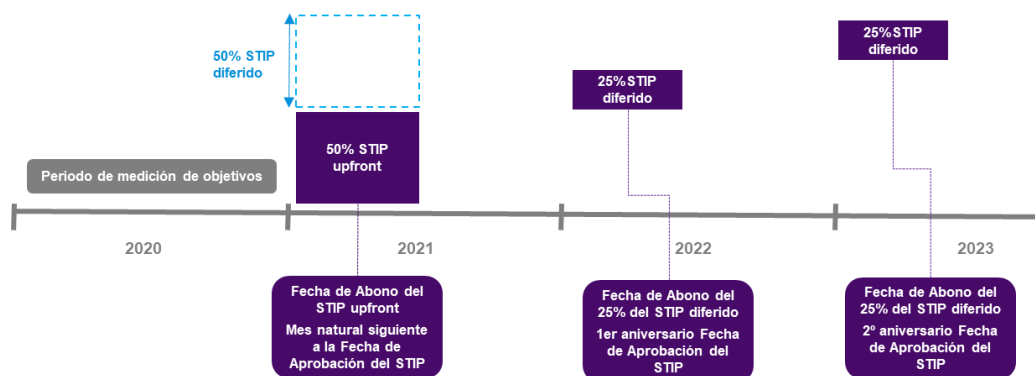 50% STIP
diferido
25%STIP
diferido
25%STIP
diferido
50% STIP
upfront
Periodo de medición de objetivos
2020
2021
2022
2023
Fecha de Abono del
STIP upfront
Mes natural siguiente
a la Fecha de
Aprobación del STIP
Fecha de Abono del
25% del STIP diferido
1er aniversario Fecha
de Aprobación del
STIP
Fecha de Abono del
25% del STIP diferido
2º aniversario Fecha
de Aprobación del
STIP